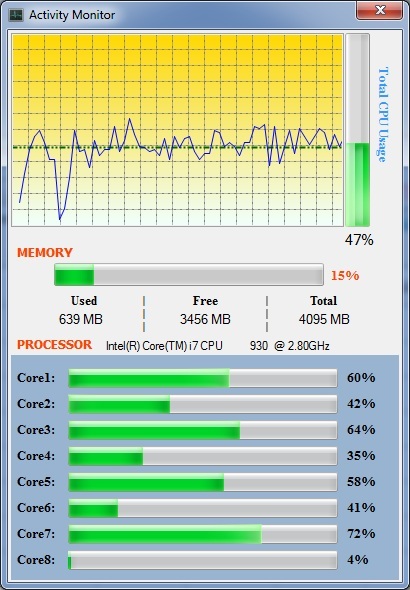 Activity Monitor
Total CPU Usage
47%
MEMORY
15%
Used | Free | Total
639 MB | 3456 MB | 4095 MB
PROCESSOR Intel(R) Core(TM) i7 CPU 930 @ 2.80GHz
Core1: 60%
Core2: 42%
Core3: 64%
Core4: 35%
Core5: 58%
Core6: 41%
Core7: 72%
Core8: 4%